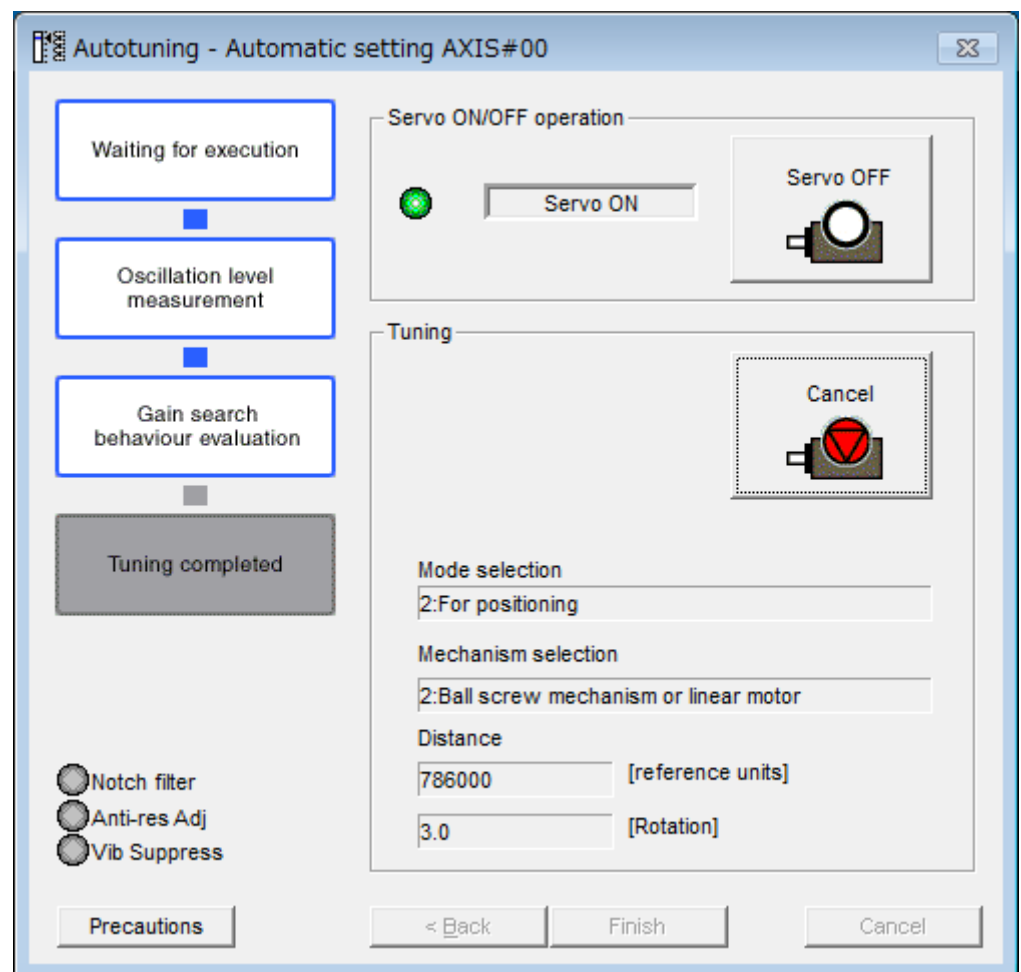 Autotuning - Automatic setting AXIS#00
Waiting for execution
Oscillation level
measurement
Gain search
behaviour evaluation
Tuning completed
Notch filter
Anti-res Adj
Vib Suppress
Servo ON/OFF operation
Servo ON
Servo OFF
Tuning
Cancel
Mode selection
2:For positioning
Mechanism selection
2:Ball screw mechanism or linear motor
Distance
786000 [reference units]
3.0 [Rotation]
Precautions
< Back
Finish
Cancel